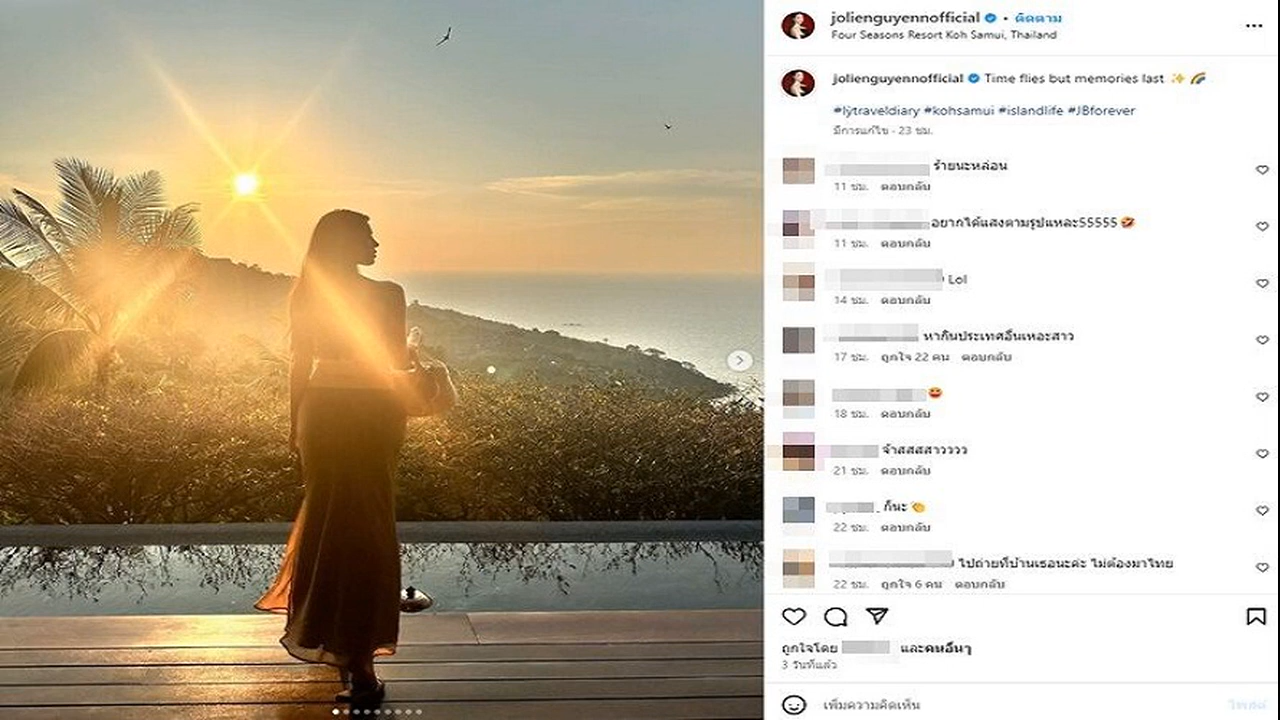 jolienguyennofficial • ติดตาม
Four Seasons Resort Koh Samui, Thailand
jolienguyennofficial Time flies but memories last ✨ 🌈
#lýtraveldiary #kohsamui #islandlife #JBforever
มีการแก้ไข · 23 ชม.
ร้ายนะหล่อน
11 ชม. ตอบกลับ
อยากได้แสงตามรูปแหละ55555 🤣
11 ชม. ตอบกลับ
Lol
14 ชม. ตอบกลับ
หากินประเทศอื่นเหอะสาว
17 ชม. ถูกใจ 22 คน ตอบกลับ
😆
18 ชม. ตอบกลับ
จ้าสสสสาวววว
21 ชม. ตอบกลับ
ก็นะ 👏
22 ชม. ตอบกลับ
ไปถ่ายที่บ้านเธอนะค่ะ ไม่ต้องมาไทย
22 ชม. ถูกใจ 6 คน ตอบกลับ
ถูกใจโดย และคนอื่นๆ
3 วันที่แล้ว
เพิ่มความคิดเห็น
โพสต์